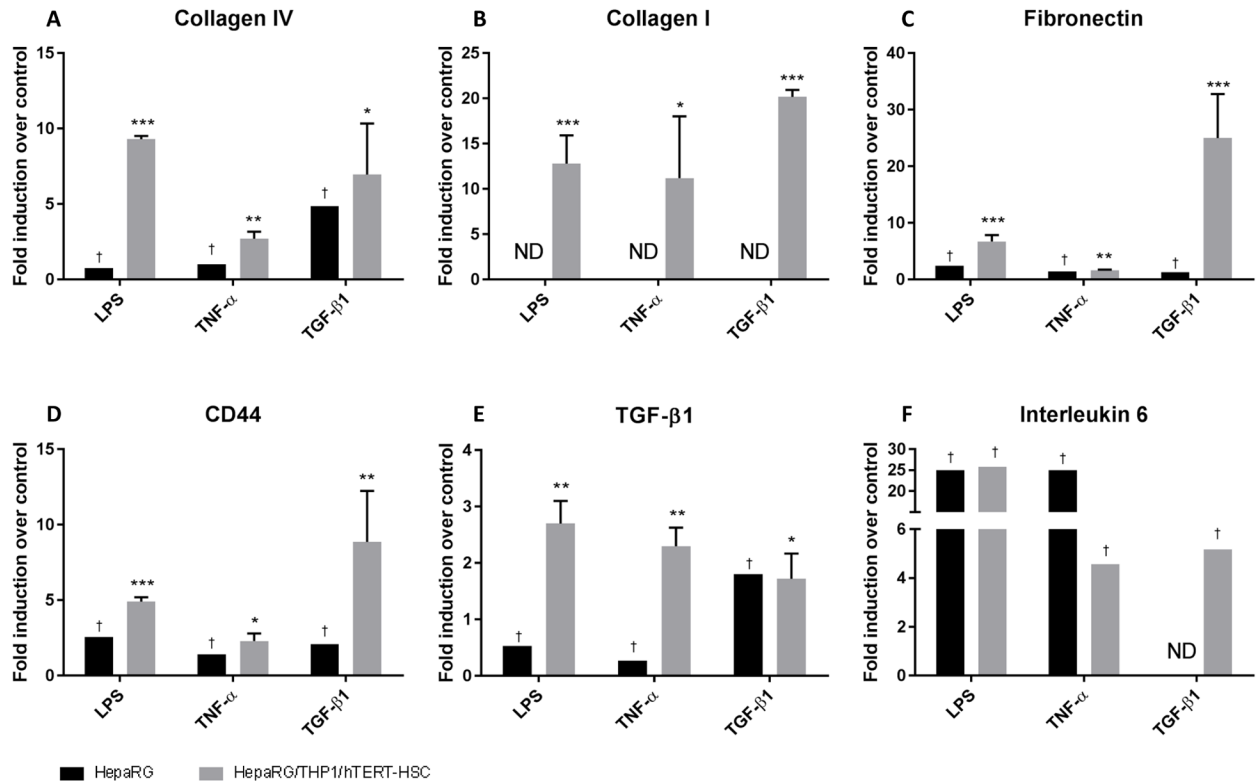 A Collagen IV
Fold induction over control
15
10
5
0
†
***
†
**
†
*
LPS
TNF-α
TGF-β1
B Collagen I
Fold induction over control
25
20
15
10
5
0
ND
***
ND
*
ND
***
LPS
TNF-α
TGF-β1
C Fibronectin
Fold induction over control
40
30
20
10
0
†
***
†
**
†
***
LPS
TNF-α
TGF-β1
D CD44
Fold induction over control
15
10
5
0
†
***
†
*
†
**
LPS
TNF-α
TGF-β1
E TGF-β1
Fold induction over control
4
3
2
1
0
†
**
†
**
†
*
LPS
TNF-α
TGF-β1
F Interleukin 6
Fold induction over control
30
25
20
6
4
2
0
†
†
†
†
ND
†
LPS
TNF-α
TGF-β1
HepaRG
HepaRG/THP1/hTERT-HSC